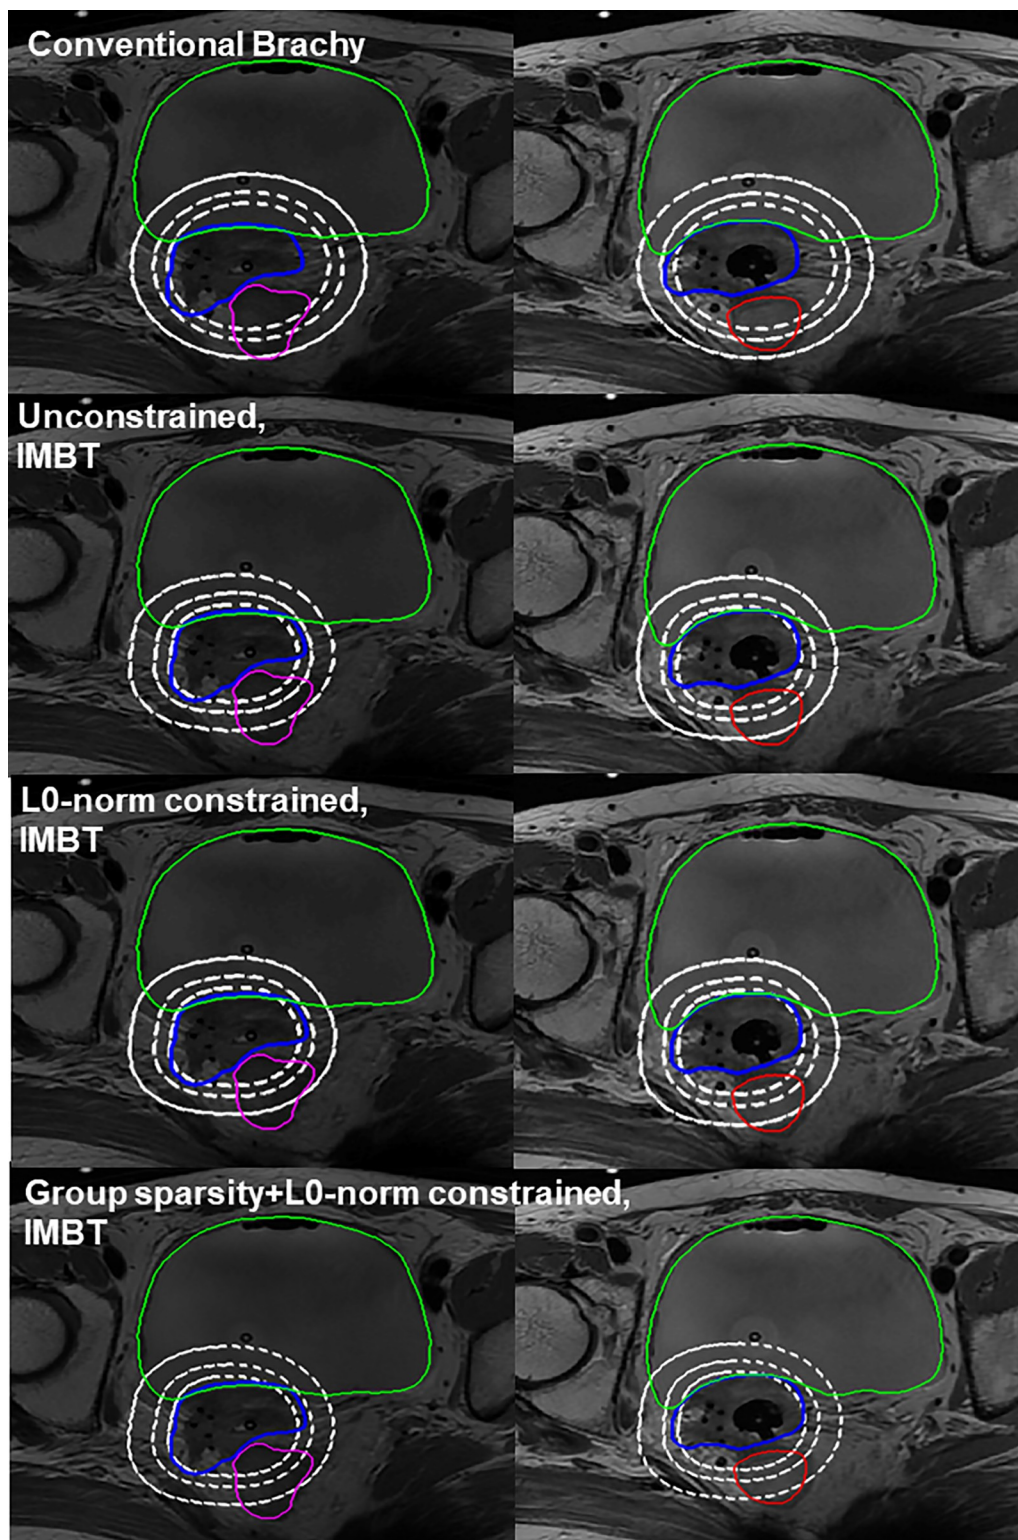 Conventional Brachy
Unconstrained,
IMBT
L0-norm constrained,
IMBT
Group sparsity+L0-norm constrained,
IMBT